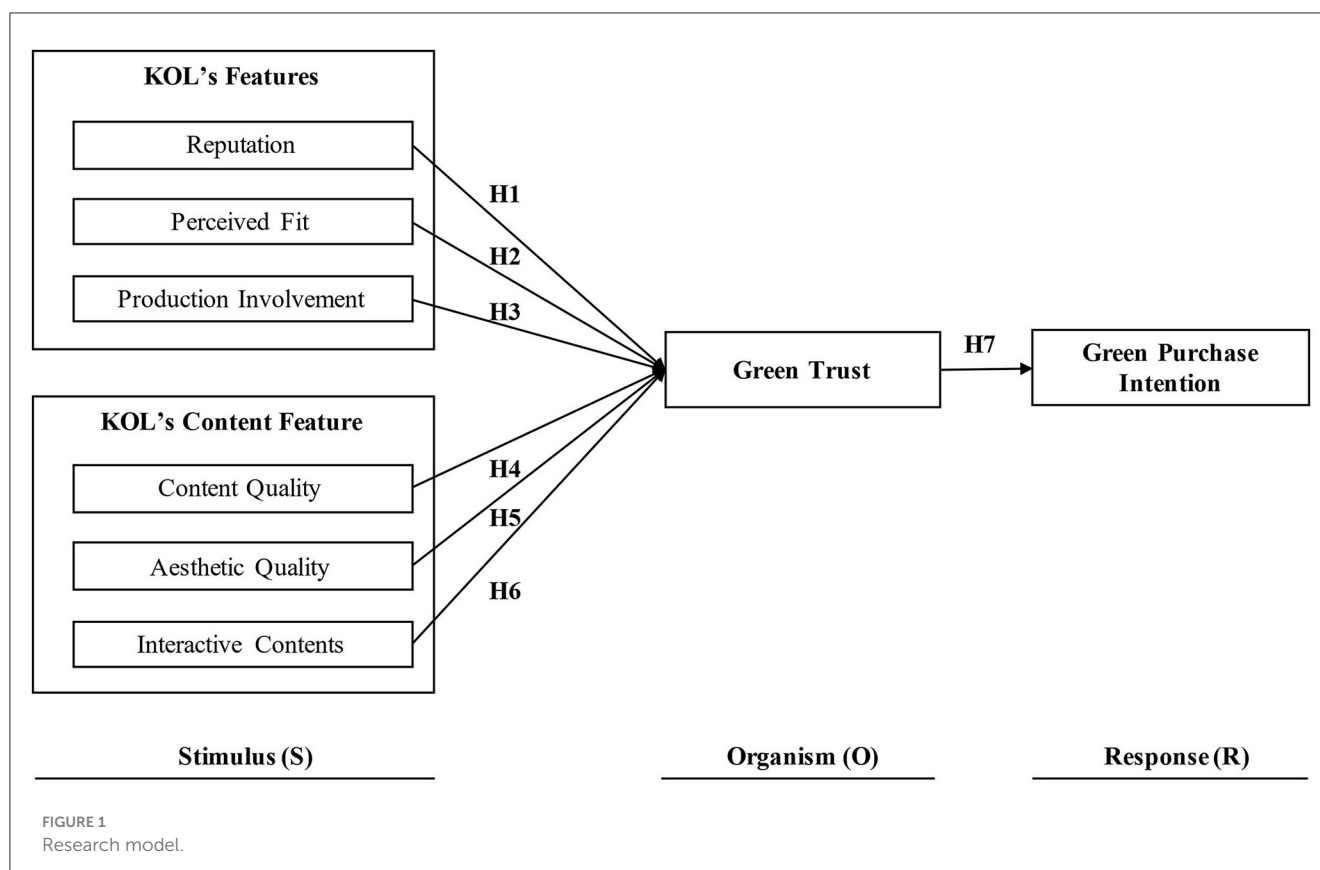 KOL's Features
Reputation
Perceived Fit
Production Involvement
H1
H2
H3
KOL's Content Feature
Content Quality
Aesthetic Quality
Interactive Contents
H4
H5
H6
Green Trust
H7
Green Purchase
Intention
Stimulus (S)
Organism (O)
Response (R)
FIGURE 1
Research model.